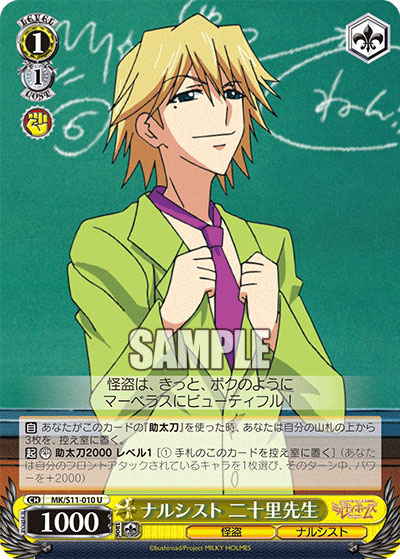 LEVEL
1
1
COST
ねん!
SAMPLE
怪盗は、きっと、ボクのように
マーベラスにビューティフル!
自 あなたがこのカードの「助太刀」を使った時、あなたは自分の山札の上から
3枚を、控え室に置く。
起 助太刀2000 レベル1 [① 手札のこのカードを控え室に置く] (あなた
は自分のフロントアタックされているキャラを1枚選び、そのターン中、パワ
ーを+2000)
CH MK/S11-010 U
ナルシスト 二十里先生
POWER
1000
怪盗
ナルシスト
©bushiroad/Project MILKY HOLMES